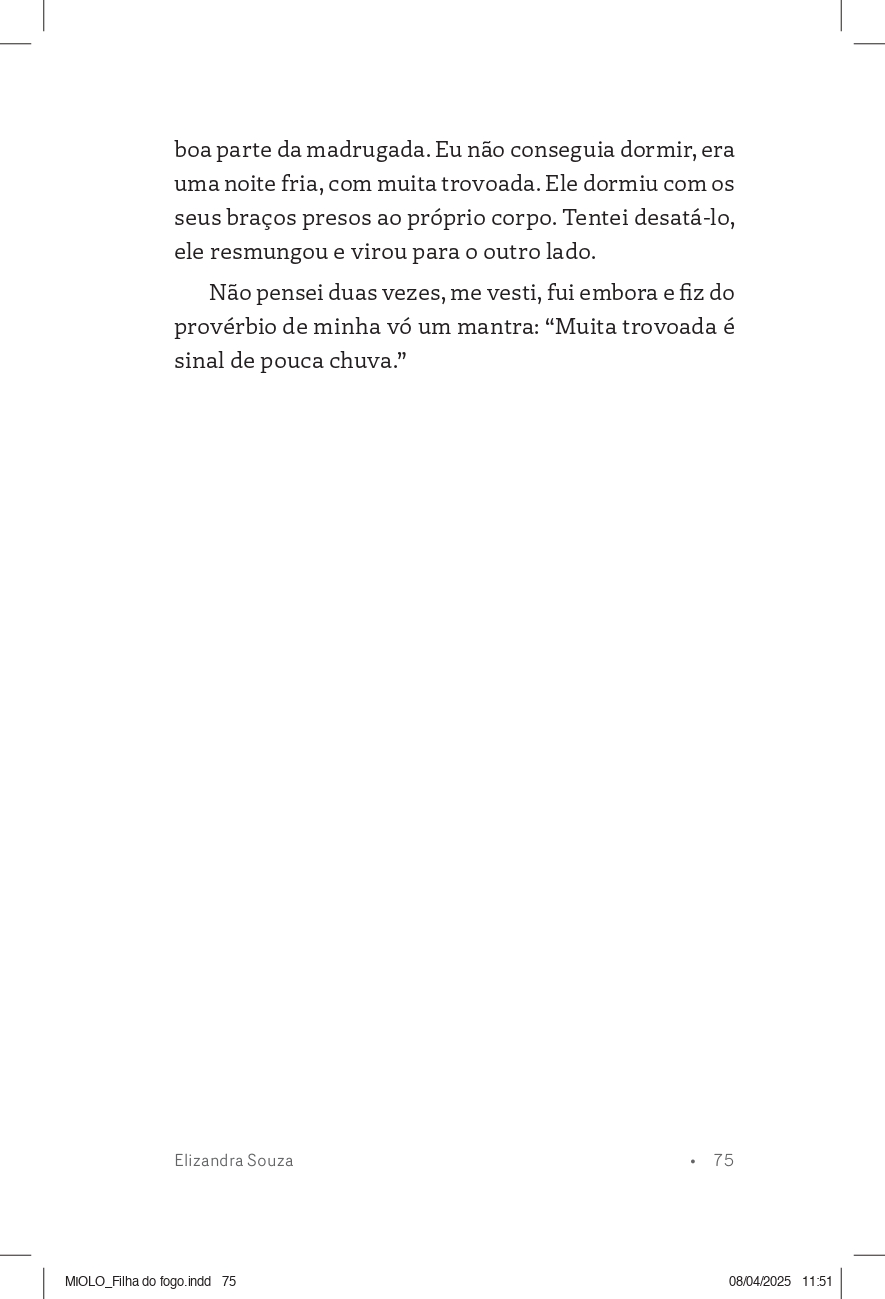 boa parte da madrugada. Eu não conseguia dormir, era
uma noite fria, com muita trovoada. Ele dormiu com os
seus braços presos ao próprio corpo. Tentei desatá-lo,
ele resmungou e virou para o outro lado.
Não pensei duas vezes, me vesti, fui embora e fiz do
provérbio de minha vó um mantra: “Muita trovoada é
sinal de pouca chuva.”
Elizandra Souza • 75
MIOLO_Filha do fogo.indd 75 08/04/2025 11:51